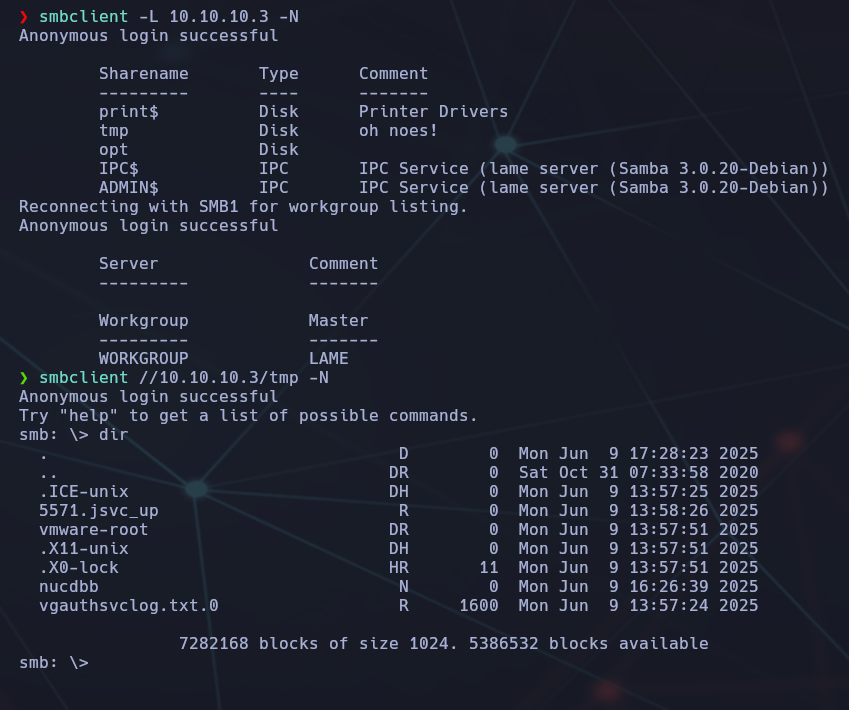 ❯ smbclient -L 10.10.10.3 -N
Anonymous login successful
Sharename Type Comment
--------- ---- -------
print$ Disk Printer Drivers
tmp Disk oh noes!
opt Disk
IPC$ IPC IPC Service (lame server (Samba 3.0.20-Debian))
ADMIN$ IPC IPC Service (lame server (Samba 3.0.20-Debian))
Reconnecting with SMB1 for workgroup listing.
Anonymous login successful
Server Comment
--------- -------
Workgroup Master
--------- -------
WORKGROUP LAME
❯ smbclient //10.10.10.3/tmp -N
Anonymous login successful
Try "help" to get a list of possible commands.
smb: \> dir
. D 0 Mon Jun 9 17:28:23 2025
.. DR 0 Sat Oct 31 07:33:58 2020
.ICE-unix DH 0 Mon Jun 9 13:57:25 2025
5571.jsvc_up R 0 Mon Jun 9 13:58:26 2025
vmware-root DR 0 Mon Jun 9 13:57:51 2025
.X11-unix DH 0 Mon Jun 9 13:57:51 2025
.X0-lock HR 11 Mon Jun 9 13:57:51 2025
nucdbb N 0 Mon Jun 9 16:26:39 2025
vgauthsvclog.txt.0 R 1600 Mon Jun 9 13:57:24 2025
7282168 blocks of size 1024. 5386532 blocks available
smb: \>